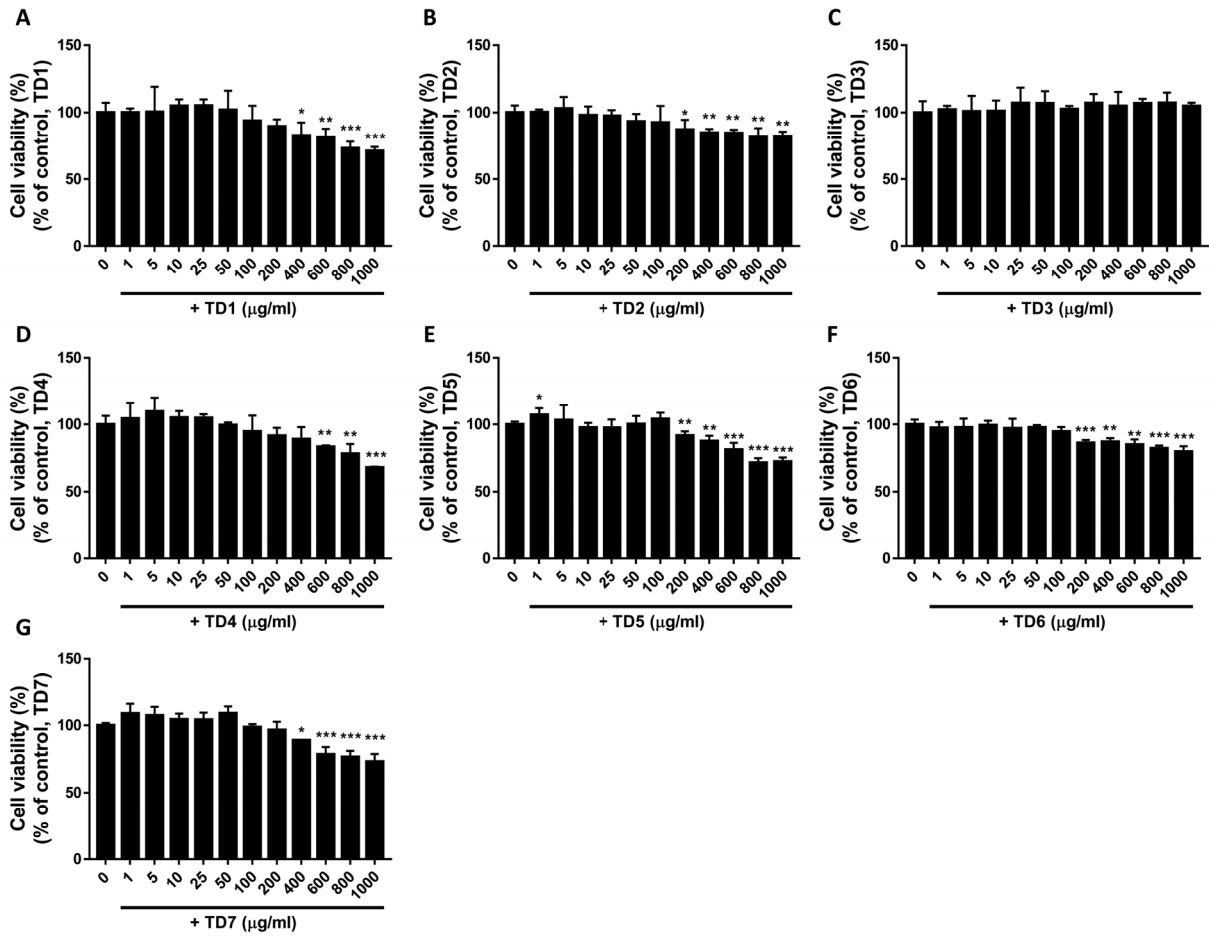 A
Cell viability (%)
(% of control, TD1)
150
100
50
0
* ** *** ***
0 1 5 10 25 50 100 200 400 600 800 1000
+ TD1 (µg/ml)
B
Cell viability (%)
(% of control, TD2)
150
100
50
0
* ** ** ** **
0 1 5 10 25 50 100 200 400 600 800 1000
+ TD2 (µg/ml)
C
Cell viability (%)
(% of control, TD3)
150
100
50
0
0 1 5 10 25 50 100 200 400 600 800 1000
+ TD3 (µg/ml)
D
Cell viability (%)
(% of control, TD4)
150
100
50
0
** ** ***
0 1 5 10 25 50 100 200 400 600 800 1000
+ TD4 (µg/ml)
E
Cell viability (%)
(% of control, TD5)
150
100
50
0
* ** ** *** *** ***
0 1 5 10 25 50 100 200 400 600 800 1000
+ TD5 (µg/ml)
F
Cell viability (%)
(% of control, TD6)
150
100
50
0
*** ** ** *** ***
0 1 5 10 25 50 100 200 400 600 800 1000
+ TD6 (µg/ml)
G
Cell viability (%)
(% of control, TD7)
150
100
50
0
* *** *** ***
0 1 5 10 25 50 100 200 400 600 800 1000
+ TD7 (µg/ml)